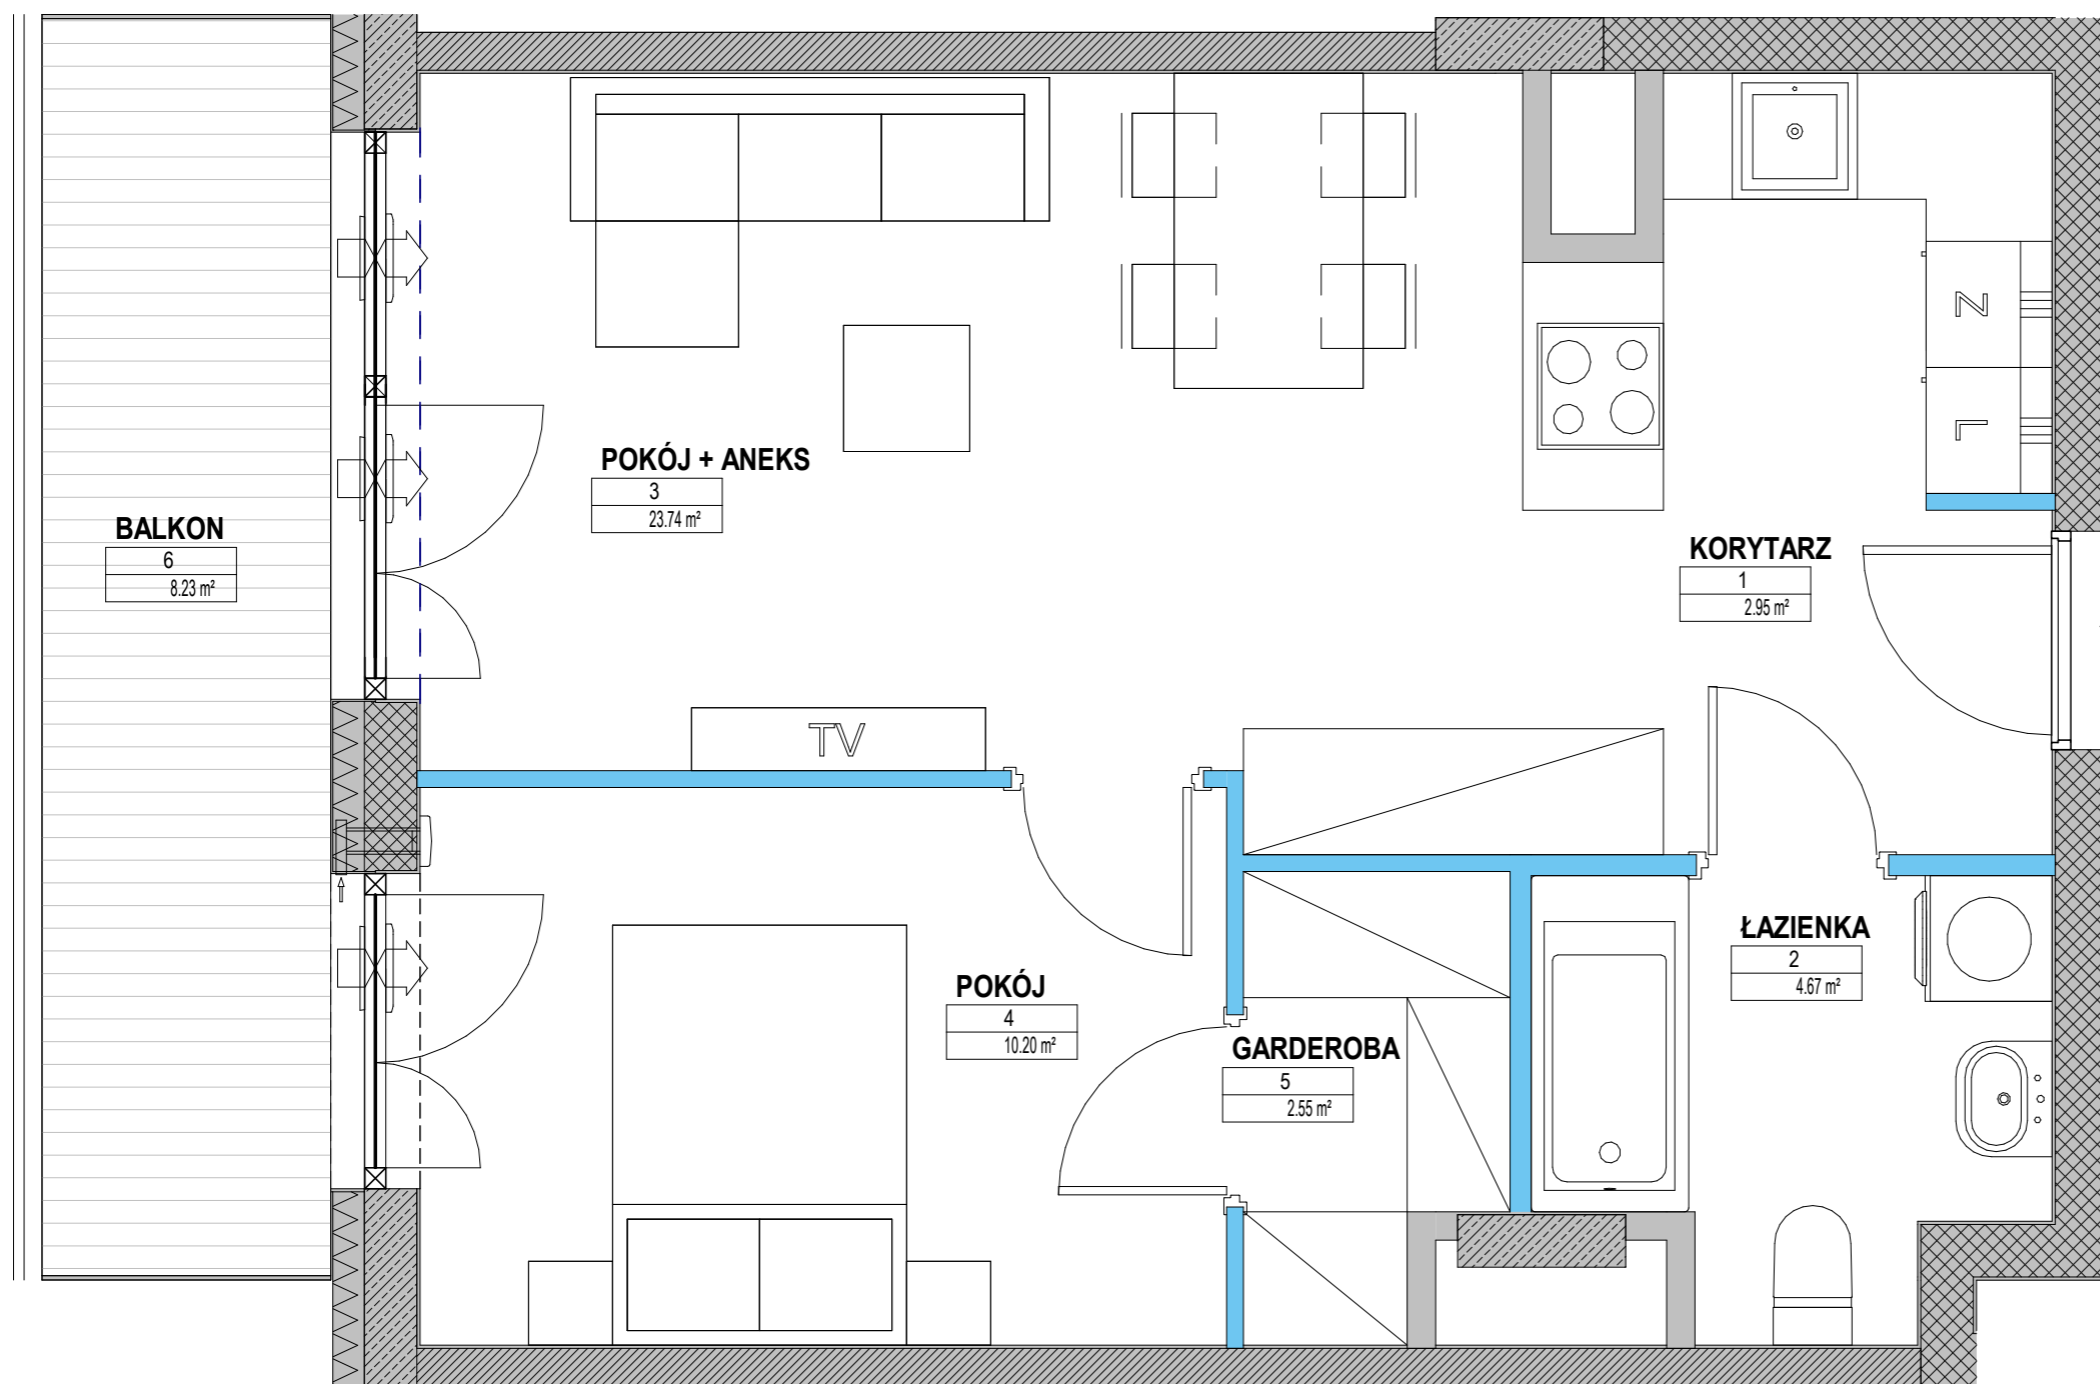 POKÓJ + ANEKS
3
23.74 m²
BALKON
6
8.23 m²
KORYTARZ
1
2.95 m²
Z
L
TV
ŁAZIENKA
2
4.67 m²
POKÓJ
4
10.20 m²
GARDEROBA
5
2.55 m²